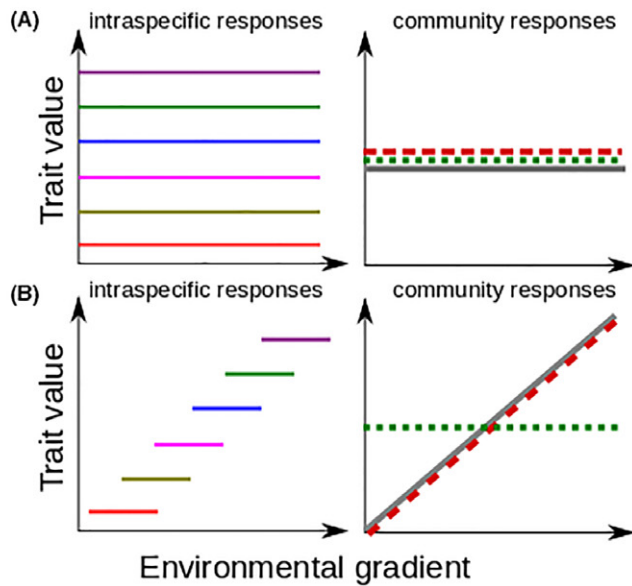 (A)
intraspecific responses
community responses
Trait value
(B)
intraspecific responses
community responses
Trait value
Environmental gradient